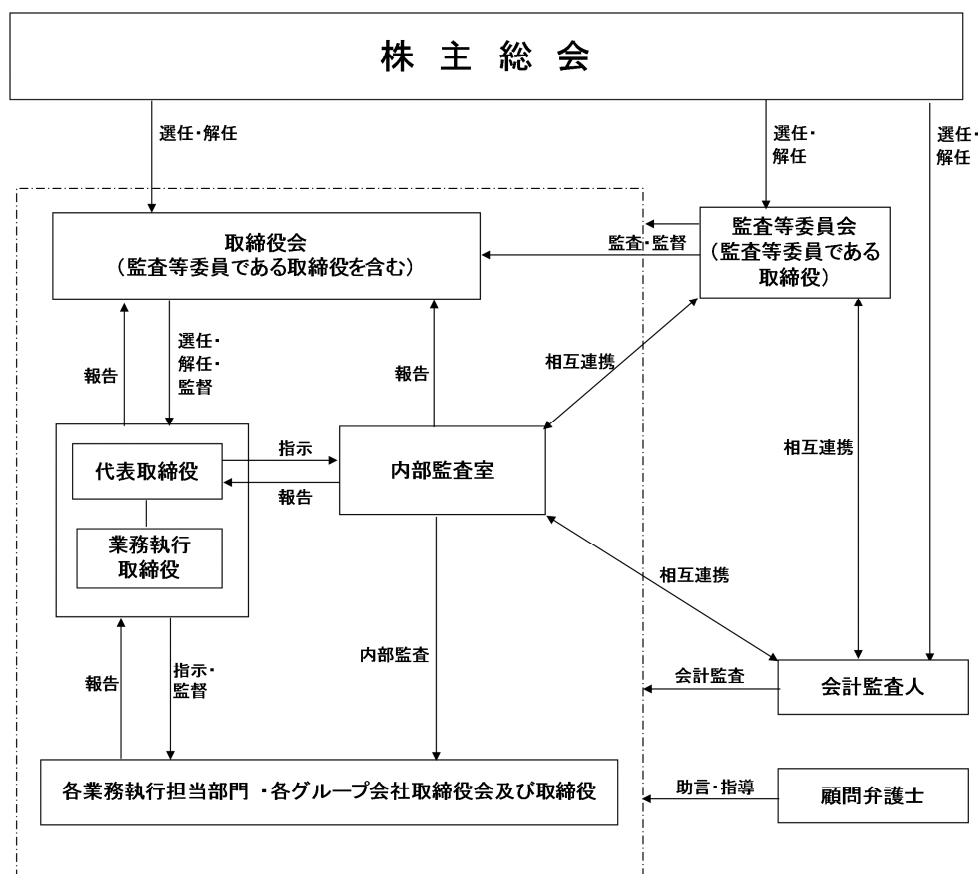 株主総会
選任・解任
選任・
解任
選任・
解任
取締役会
(監査等委員である取締役を含む)
監査・監督
監査等委員会
(監査等委員である
取締役)
報告
選任・
解任・
監督
報告
相互連携
相互連携
代表取締役
指示
報告
内部監査室
業務執行
取締役
相互連携
報告
指示・
監督
内部監査
会計監査
会計監査人
各業務執行担当部門・各グループ会社取締役会及び取締役
助言・指導
顧問弁護士